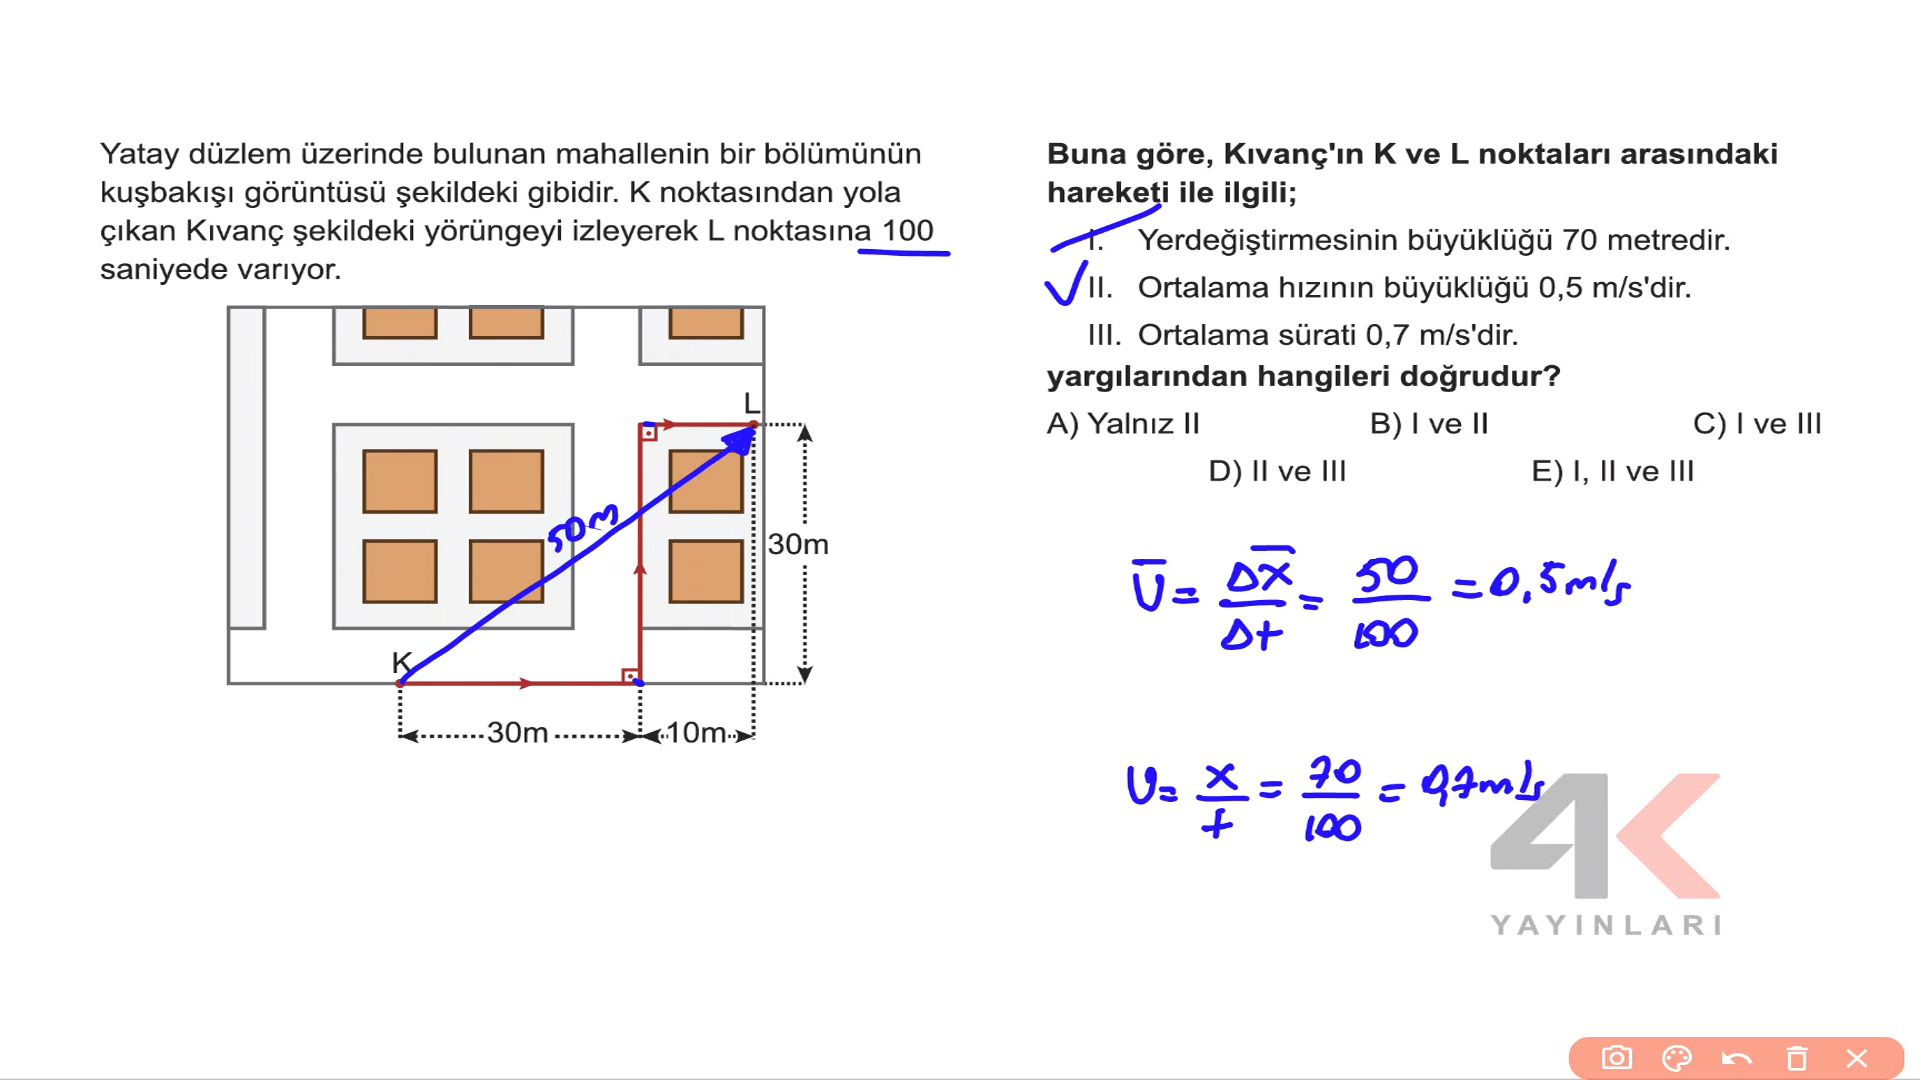 Yatay düzlem üzerinde bulunan mahallenin bir bölümünün
kuşbakışı görüntüsü şekildeki gibidir. K noktasından yola
çıkan Kıvanç şekildeki yörüngeyi izleyerek L noktasına 100
saniyede varıyor.
L
50m
30m
K
30m
10m
Buna göre, Kıvanç'ın K ve L noktaları arasındaki
hareketi ile ilgili;
I. Yerdeğiştirmesinin büyüklüğü 70 metredir.
II. Ortalama hızının büyüklüğü 0,5 m/s'dir.
III. Ortalama sürati 0,7 m/s'dir.
yargılarından hangileri doğrudur?
A) Yalnız II B) I ve II C) I ve III
D) II ve III E) I, II ve III
V̅ = Δx̅/Δt = 50/100 = 0,5 m/s
V = x/t = 70/100 = 0,7 m/s
4K
YAYINLARI